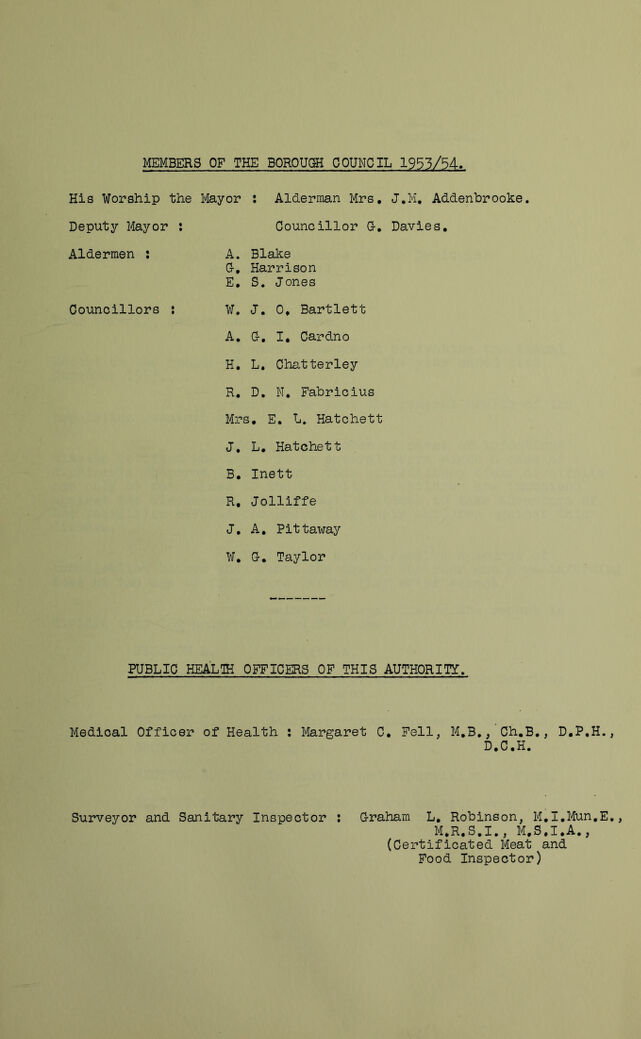 MEMBERS OF THE BOROUGH COUNCIL 1953/54.
His Worship the Mayor : Alderman Mrs. J.M. Addenbrooke.
Deputy Mayor : Councillor G. Davies.
Aldermen : A. Blake
G. Harrison
E. S. Jones
Councillors : W. J. O. Bartlett
A. G. I. Cardno
H. L. Chatterley
R. D. N. Fabricius
Mrs. E. L. Hatchett
J. L. Hatchett
B. Inett
R. Jolliffe
J. A. Pittaway
W. G. Taylor
-------
PUBLIC HEALTH OFFICERS OF THIS AUTHORITY.
Medical Officer of Health : Margaret C. Fell, M.B., Ch.B., D.P.H.,
D.C.H.
Surveyor and Sanitary Inspector : Graham L. Robinson, M.I.Mun.E.,
M.R.S.I., M.S.I.A.,
(Certificated Meat and
Food Inspector)